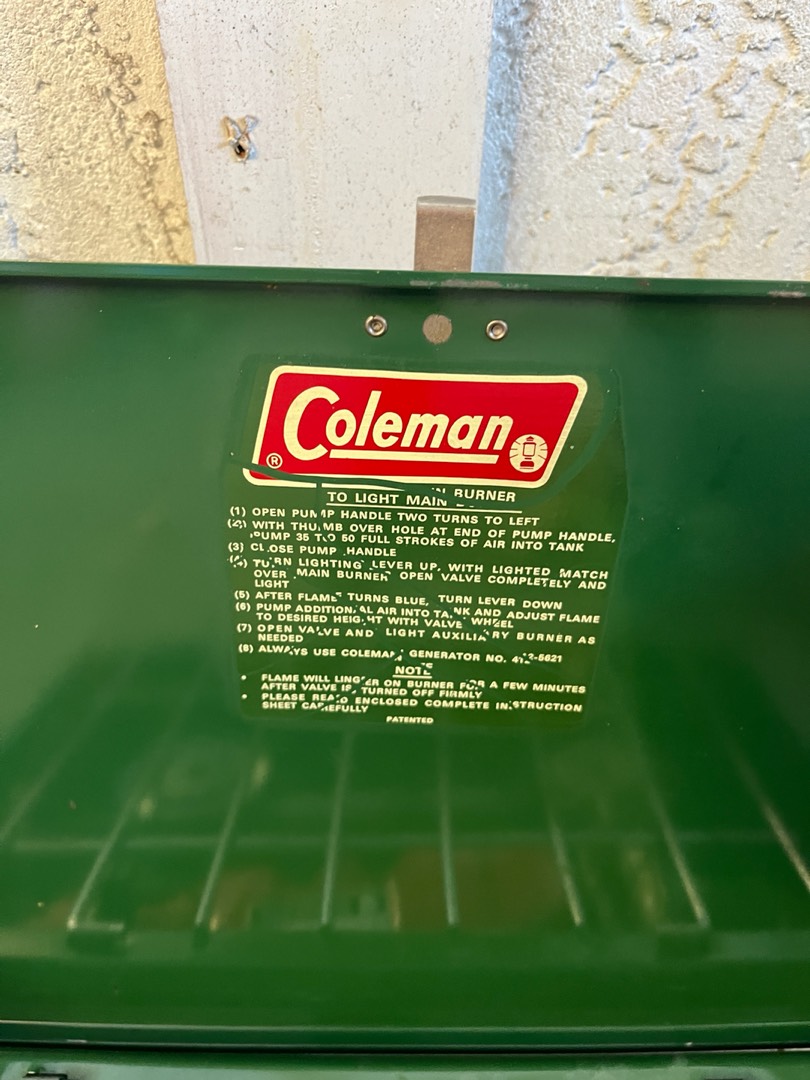 Coleman
®
TO LIGHT MAIN BURNER
(1) OPEN PUMP HANDLE TWO TURNS TO LEFT
(2) WITH THUMB OVER HOLE AT END OF PUMP HANDLE,
PUMP 35 TO 50 FULL STROKES OF AIR INTO TANK
(3) CLOSE PUMP HANDLE
(4) TURN LIGHTING LEVER UP, WITH LIGHTED MATCH
OVER MAIN BURNER OPEN VALVE COMPLETELY AND
LIGHT
(5) AFTER FLAME TURNS BLUE, TURN LEVER DOWN
(6) PUMP ADDITIONAL AIR INTO TANK AND ADJUST FLAME
TO DESIRED HEIGHT WITH VALVE WHEEL
(7) OPEN VALVE AND LIGHT AUXILIARY BURNER AS
NEEDED
(8) ALWAYS USE COLEMAN GENERATOR NO.
NOTE
• FLAME WILL LINGER ON BURNER FOR A FEW MINUTES
AFTER VALVE IS TURNED OFF FIRMLY
• PLEASE READ ENCLOSED COMPLETE INSTRUCTION
SHEET CAREFULLY
PATENTED